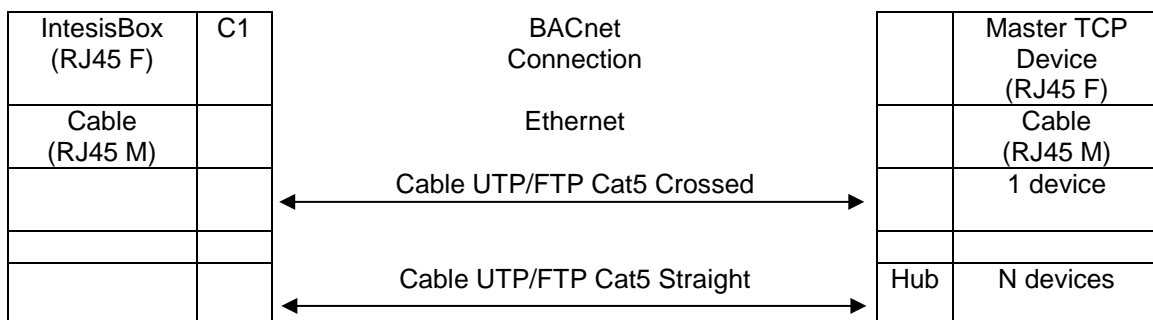 IntesisBox
(RJ45 F)
C1
BACnet
Connection
Master TCP
Device
(RJ45 F)
Cable
(RJ45 M)
Ethernet
Cable
(RJ45 M)
Cable UTP/FTP Cat5 Crossed
1 device
Cable UTP/FTP Cat5 Straight
Hub
N devices